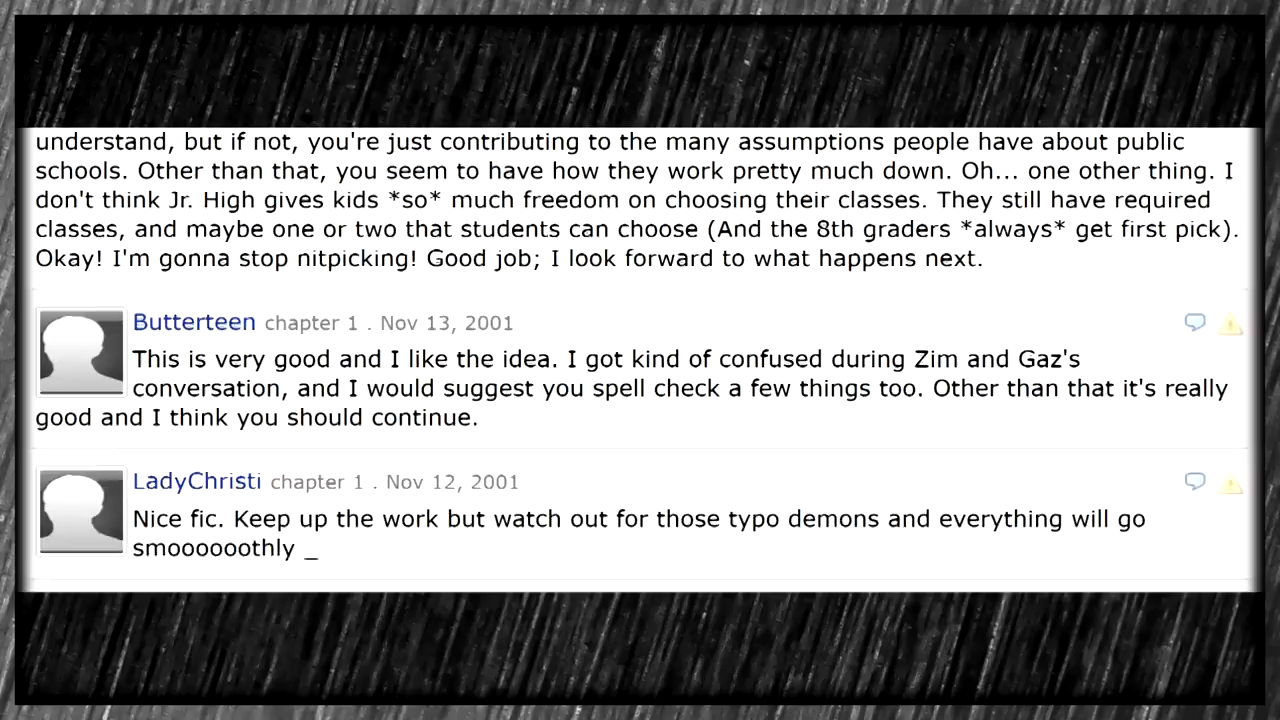 understand, but if not, you're just contributing to the many assumptions people have about public
schools. Other than that, you seem to have how they work pretty much down. Oh... one other thing. I
don't think Jr. High gives kids *so* much freedom on choosing their classes. They still have required
classes, and maybe one or two that students can choose (And the 8th graders *always* get first pick).
Okay! I'm gonna stop nitpicking! Good job; I look forward to what happens next.
Butterteen chapter 1 . Nov 13, 2001
This is very good and I like the idea. I got kind of confused during Zim and Gaz's
conversation, and I would suggest you spell check a few things too. Other than that it's really
good and I think you should continue.
LadyChristi chapter 1 . Nov 12, 2001
Nice fic. Keep up the work but watch out for those typo demons and everything will go
smoooooothly _